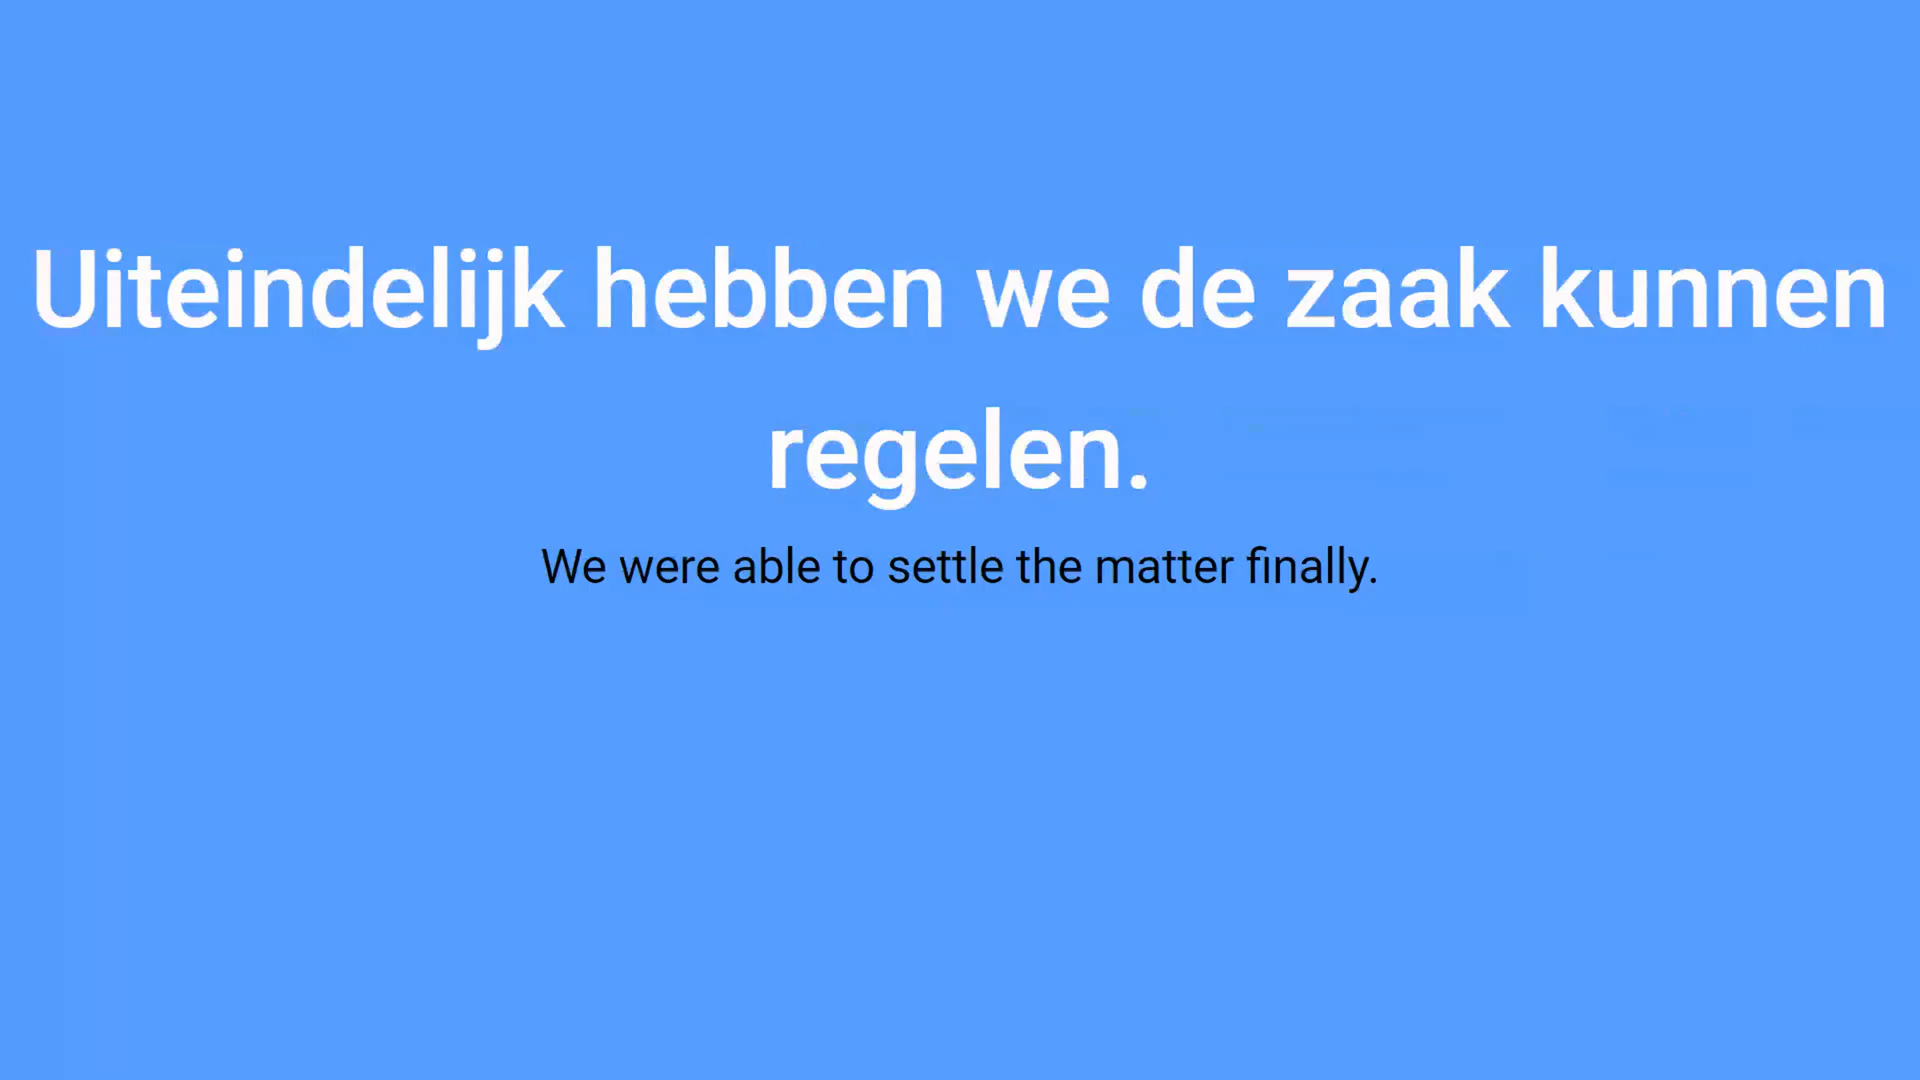 Uiteindelijk hebben we de zaak kunnen
regelen.
We were able to settle the matter finally.